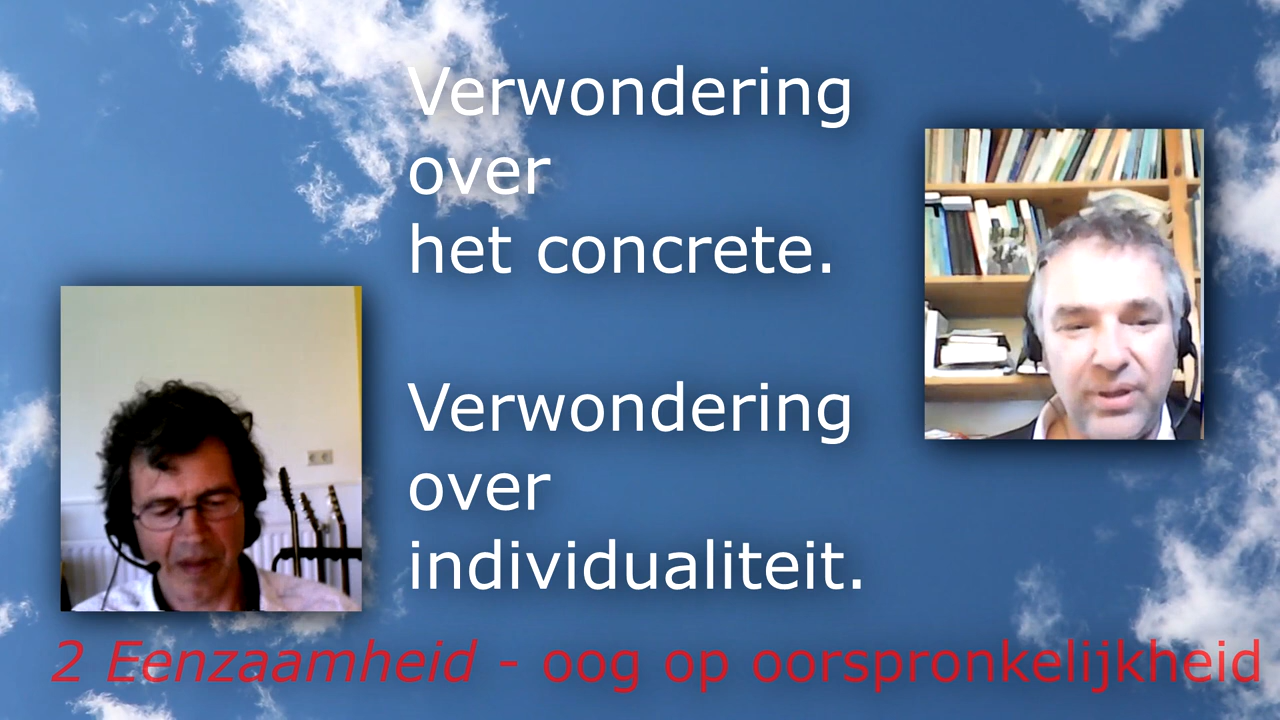 Verwondering
over
het concrete.
Verwondering
over
individualiteit.
2 Eenzaamheid - oog op oorspronkelijkheid